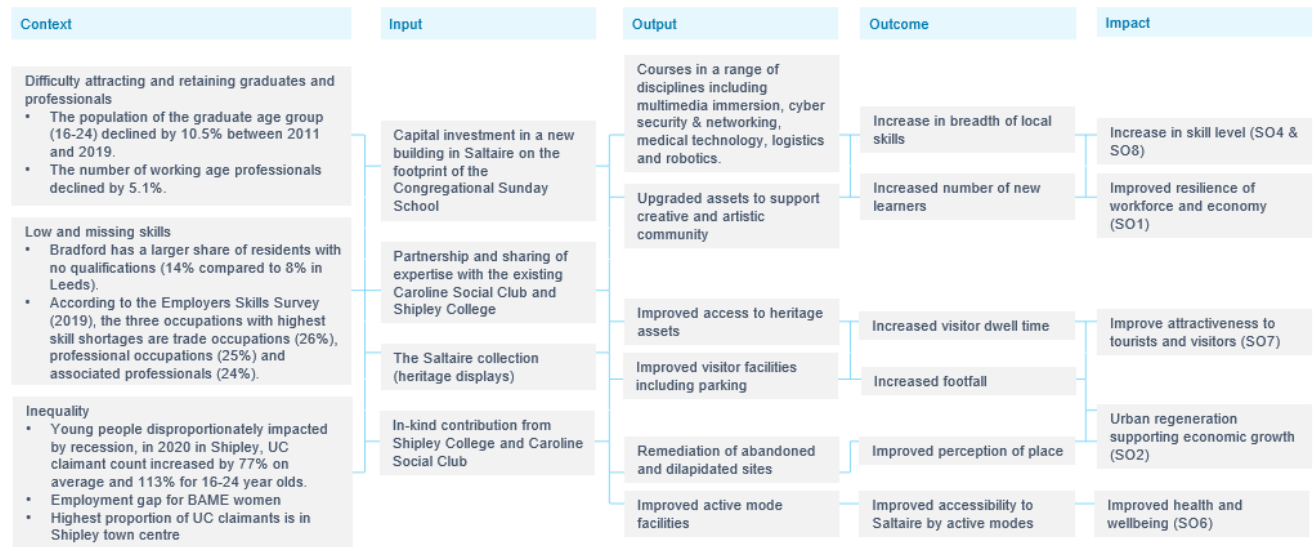 Context
Difficulty attracting and retaining graduates and
professionals
• The population of the graduate age group
(16-24) declined by 10.5% between 2011
and 2019.
• The number of working age professionals
declined by 5.1%.
Low and missing skills
• Bradford has a larger share of residents with
no qualifications (14% compared to 8% in
Leeds).
• According to the Employers Skills Survey
(2019), the three occupations with highest
skill shortages are trade occupations (26%),
professional occupations (25%) and
associated professionals (24%).
Inequality
• Young people disproportionately impacted
by recession, in 2020 in Shipley, UC
claimant count increased by 77% on
average and 113% for 16-24 year olds.
• Employment gap for BAME women
• Highest proportion of UC claimants is in
Shipley town centre
Input
Capital investment in a new
building in Saltaire on the
footprint of the
Congregational Sunday
School
Partnership and sharing of
expertise with the existing
Caroline Social Club and
Shipley College
The Saltaire collection
(heritage displays)
In-kind contribution from
Shipley College and Caroline
Social Club
Output
Courses in a range of
disciplines including
multimedia immersion, cyber
security & networking,
medical technology, logistics
and robotics.
Upgraded assets to support
creative and artistic
community
Improved access to heritage
assets
Improved visitor facilities
including parking
Remediation of abandoned
and dilapidated sites
Improved active mode
facilities
Outcome
Increase in breadth of local
skills
Increased number of new
learners
Increased visitor dwell time
Increased footfall
Improved perception of place
Improved accessibility to
Saltaire by active modes
Impact
Increase in skill level (SO4 &
SO8)
Improved resilience of
workforce and economy
(SO1)
Improve attractiveness to
tourists and visitors (SO7)
Urban regeneration
supporting economic growth
(SO2)
Improved health and
wellbeing (SO6)